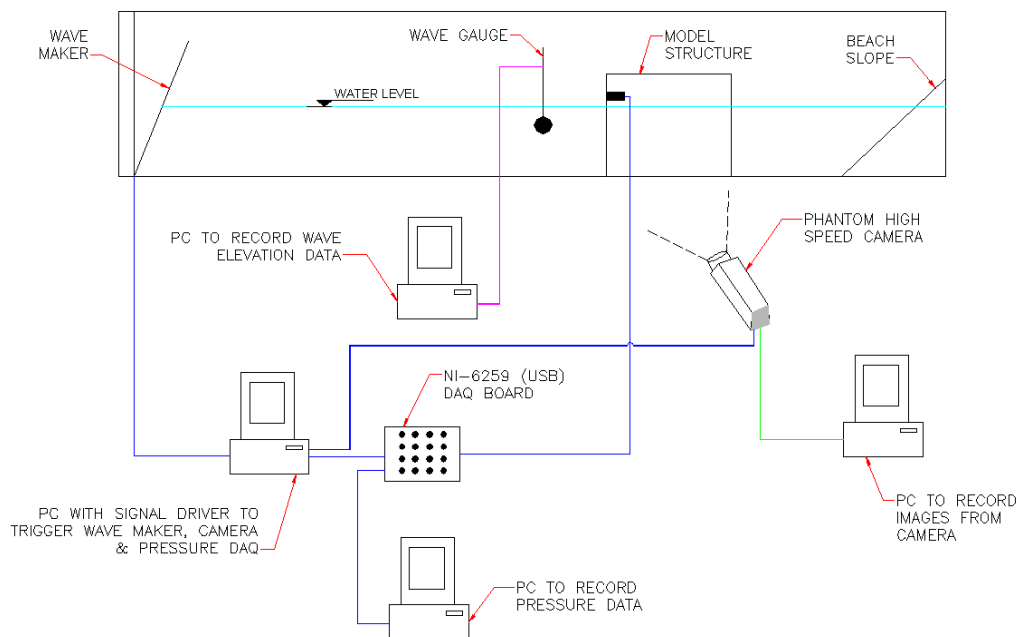 WAVE
MAKER
WATER LEVEL
WAVE GAUGE
MODEL
STRUCTURE
BEACH
SLOPE
PC TO RECORD WAVE
ELEVATION DATA
PHANTOM HIGH
SPEED CAMERA
NI-6259 (USB)
DAQ BOARD
PC WITH SIGNAL DRIVER TO
TRIGGER WAVE MAKER, CAMERA
& PRESSURE DAQ
PC TO RECORD
IMAGES FROM
CAMERA
PC TO RECORD
PRESSURE DATA